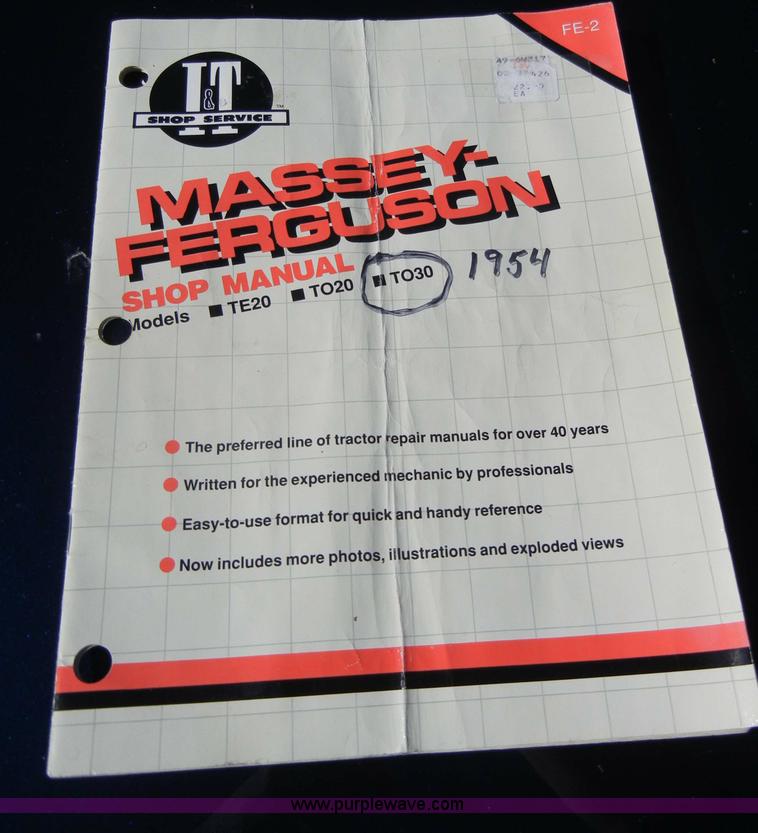 FE-2
I&T
SHOP SERVICE
™
EA
MASSEY-
FERGUSON
SHOP MANUAL
Models ■ TE20 ■ TO20 ■ TO30 1954
The preferred line of tractor repair manuals for over 40 years
Written for the experienced mechanic by professionals
Easy-to-use format for quick and handy reference
Now includes more photos, illustrations and exploded views
www.purplewave.com